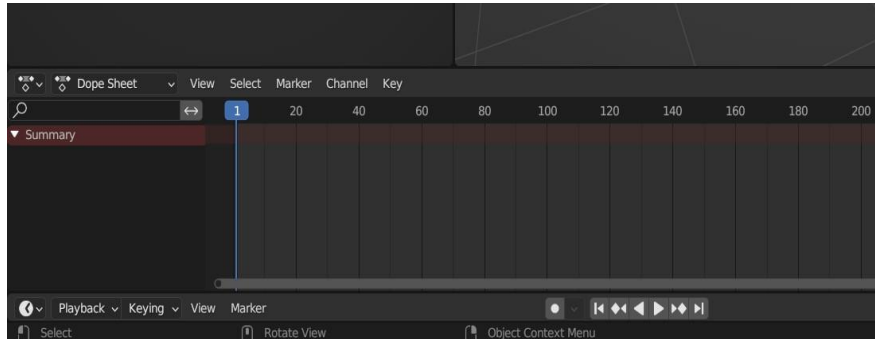 Dope Sheet View Select Marker Channel Key
1 20 40 60 80 100 120 140 160 180 200
Summary
Playback Keying View Marker
Select Rotate View Object Context Menu